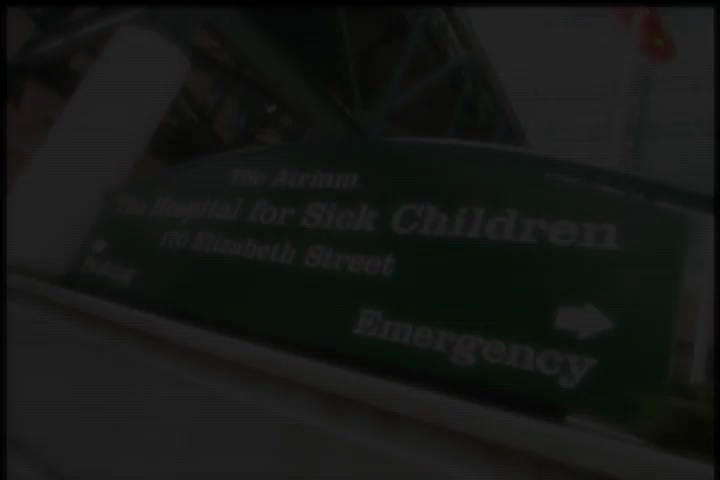 The Atrium
The Hospital for Sick Children
170 Elizabeth Street
Parking
Emergency